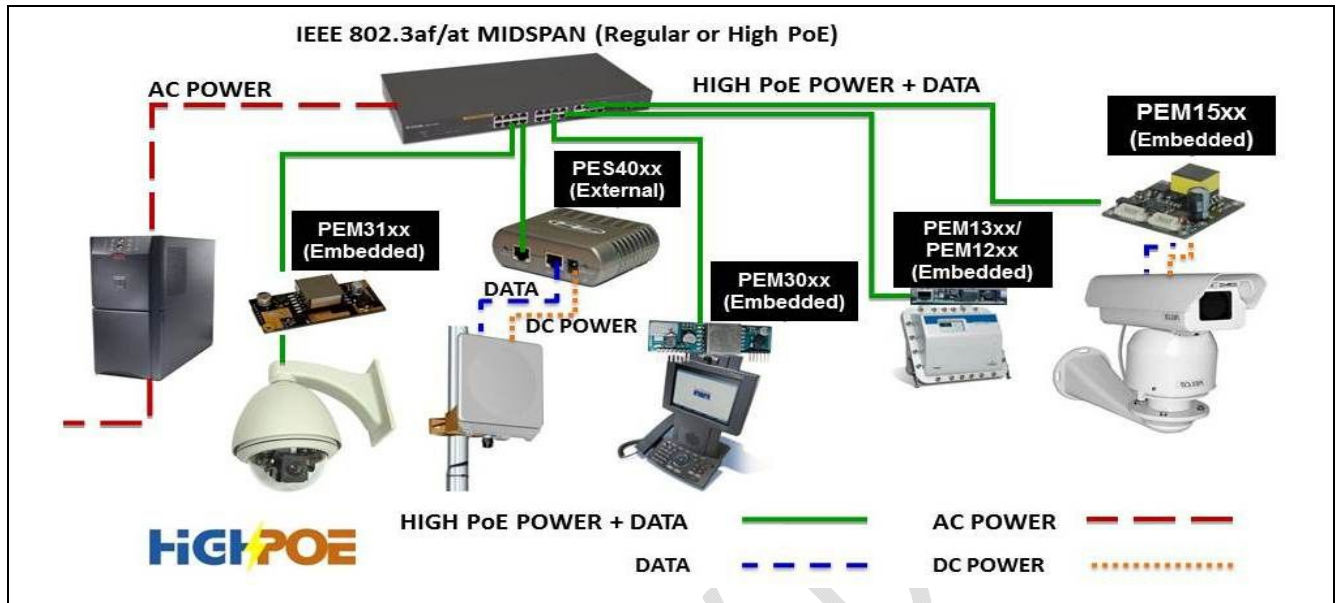 IEEE 802.3af/at MIDSPAN (Regular or High PoE)
AC POWER
HIGH PoE POWER + DATA
PEM15xx
(Embedded)
PES40xx
(External)
PEM31xx
(Embedded)
PEM13xx/
PEM12xx
(Embedded)
PEM30xx
(Embedded)
DATA
DC POWER
HIGH PoE POWER + DATA
AC POWER
HiGHPOE
DATA
DC POWER